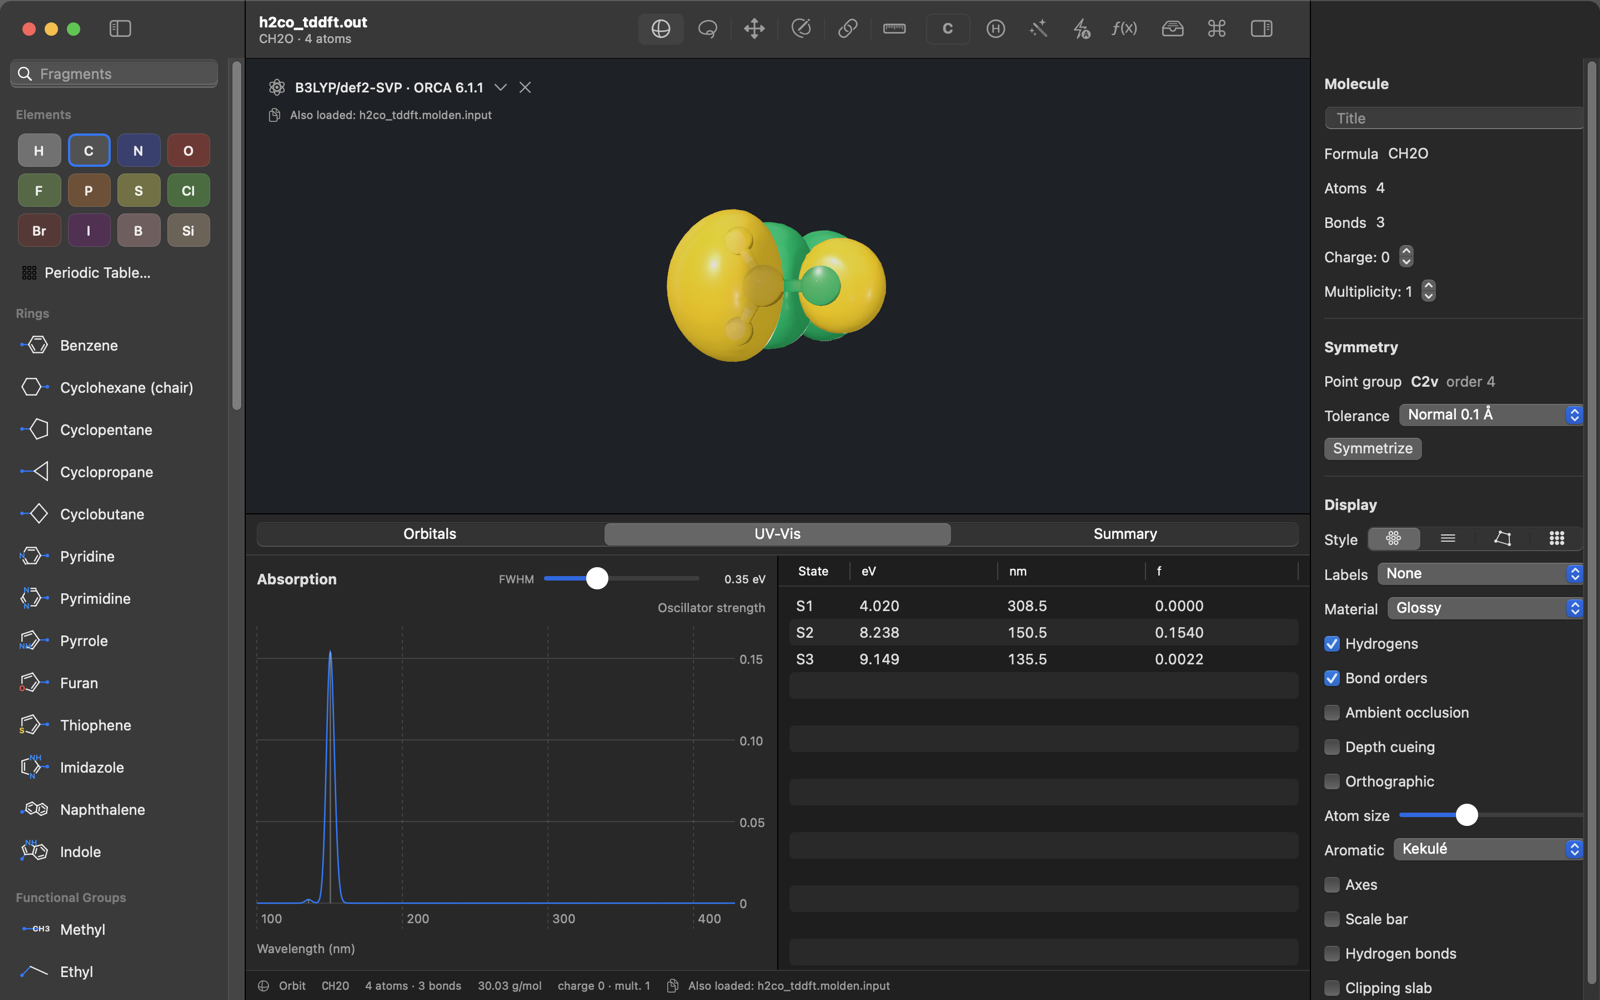 h2co_tddft.out
CH2O · 4 atoms
C
H
f(x)
Fragments
Elements
H C N O
F P S Cl
Br I B Si
Periodic Table...
Rings
Benzene
Cyclohexane (chair)
Cyclopentane
Cyclopropane
Cyclobutane
N Pyridine
N N Pyrimidine
NH Pyrrole
O Furan
S Thiophene
NH N Imidazole
Naphthalene
NH Indole
Functional Groups
CH3 Methyl
Ethyl
B3LYP/def2-SVP · ORCA 6.1.1
Also loaded: h2co_tddft.molden.input
Orbitals UV-Vis Summary
Absorption FWHM 0.35 eV
Oscillator strength
0.15
0.10
0.05
0
100 200 300 400
Wavelength (nm)
State eV nm f
S1 4.020 308.5 0.0000
S2 8.238 150.5 0.1540
S3 9.149 135.5 0.0022
Orbit CH2O 4 atoms · 3 bonds 30.03 g/mol charge 0 · mult. 1 Also loaded: h2co_tddft.molden.input
Molecule
Title
Formula CH2O
Atoms 4
Bonds 3
Charge: 0
Multiplicity: 1
Symmetry
Point group C2v order 4
Tolerance Normal 0.1 Å
Symmetrize
Display
Style
Labels None
Material Glossy
Hydrogens
Bond orders
Ambient occlusion
Depth cueing
Orthographic
Atom size
Aromatic Kekulé
Axes
Scale bar
Hydrogen bonds
Clipping slab